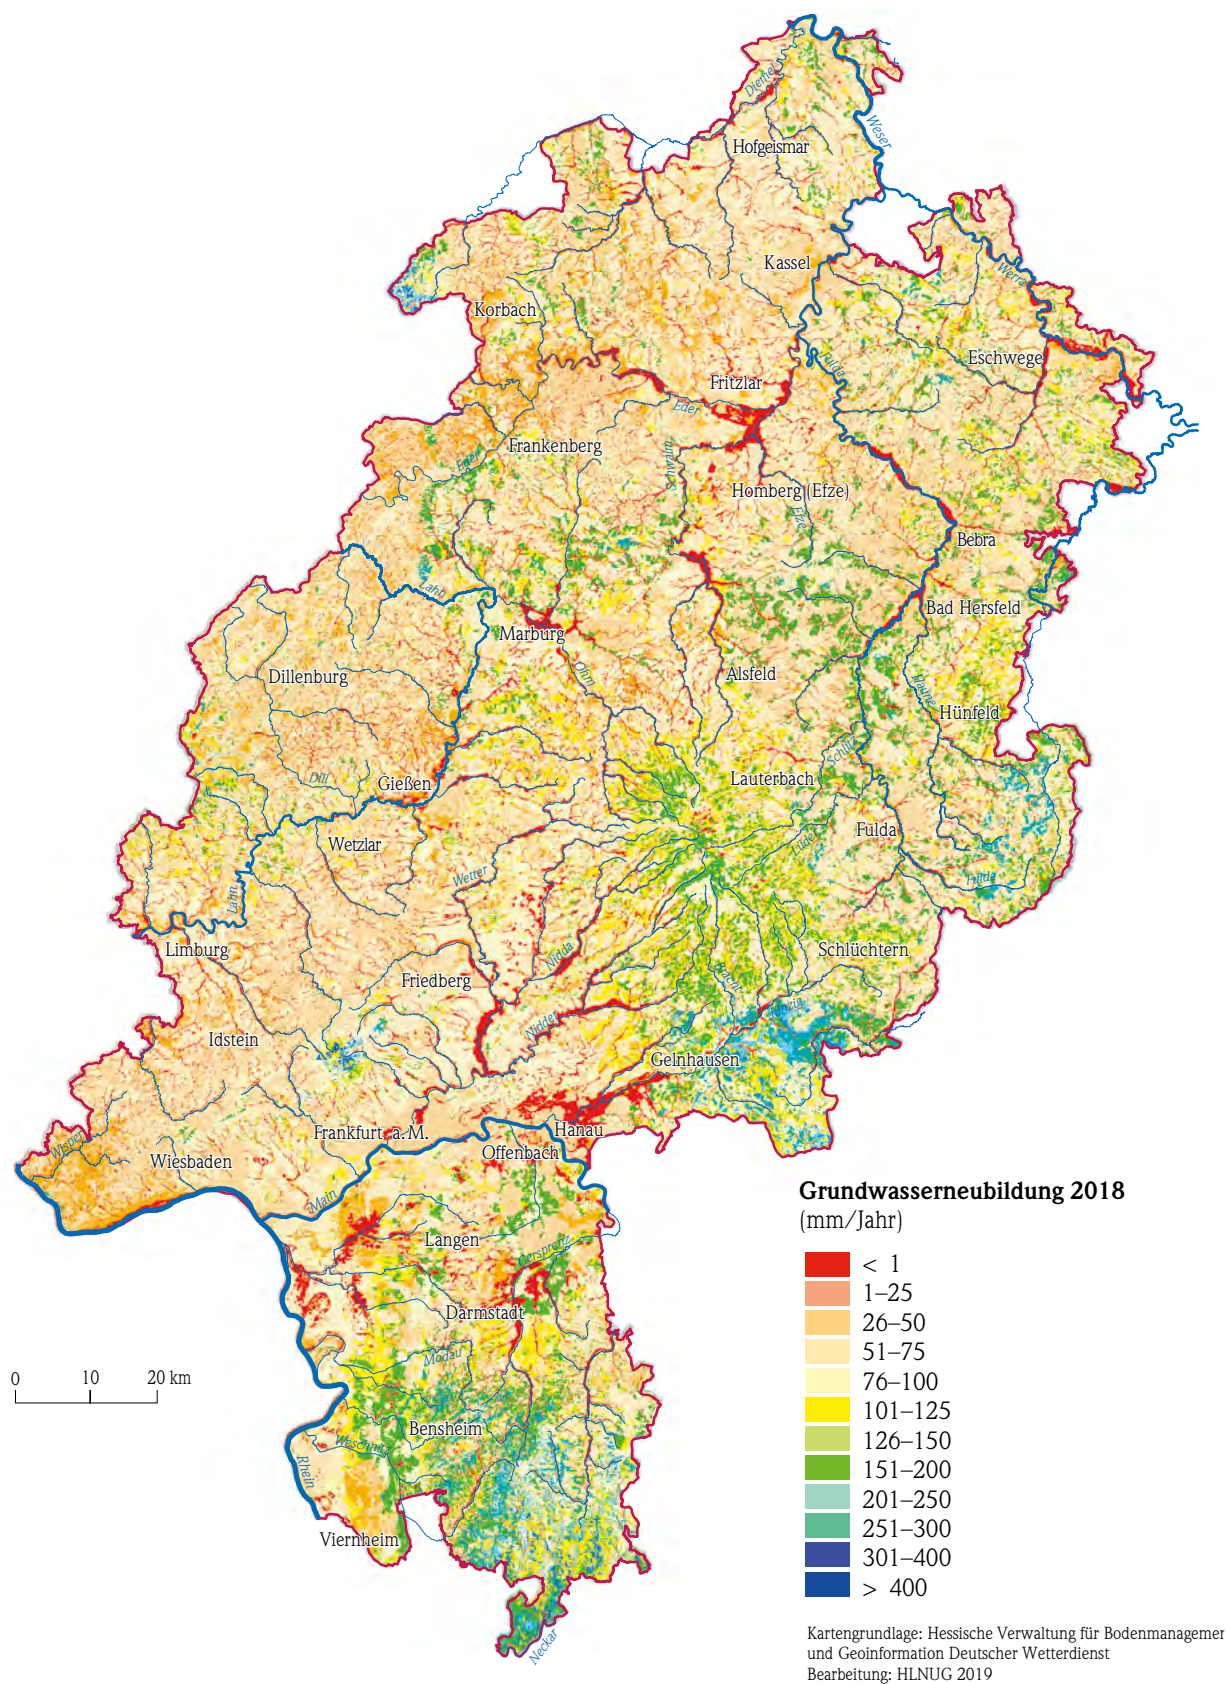 Diemel
Weser
Hofgeismar
Kassel
Werra
Korbach
Eschwege
Fulda
Fritzlar
Eder
Frankenberg
Schwalm
Eder
Homberg (Efze)
Efze
Bebra
Lahn
Bad Hersfeld
Marburg
Ohm
Alsfeld
Dillenburg
Haune
Hünfeld
Schlitz
Lauterbach
Dill
Gießen
Fulda
Lüder
Wetzlar
Wetter
Fulda
Lahn
Limburg
Nidda
Schlüchtern
Friedberg
Bracht
Kinzig
Nidder
Idstein
Gelnhausen
Frankfurt a. M.
Hanau
Wisper
Wiesbaden
Offenbach
Main
Langen
Gersprenz
Darmstadt
Modau
Bensheim
Weschnitz
Rhein
Viernheim
Neckar
0 10 20 km
Grundwasserneubildung 2018
(mm/Jahr)
< 1
1–25
26–50
51–75
76–100
101–125
126–150
151–200
201–250
251–300
301–400
> 400
Kartengrundlage: Hessische Verwaltung für Bodenmanagemen
und Geoinformation Deutscher Wetterdienst
Bearbeitung: HLNUG 2019